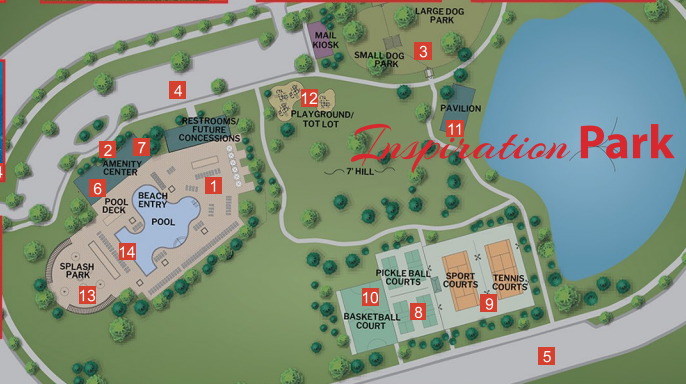 LARGE DOG
PARK
MAIL
KIOSK
SMALL DOG
PARK
3
4
12
PLAYGROUND/
TOT LOT
PAVILION
11
RESTROOMS/
FUTURE
CONCESSIONS
Inspiration Park
2
7
AMENITY
CENTER
7' HILL
6
1
POOL
DECK
BEACH
ENTRY
POOL
14
SPLASH
PARK
13
PICKLE BALL
COURTS
SPORT
COURTS
TENNIS
COURTS
10
8
9
BASKETBALL
COURT
5